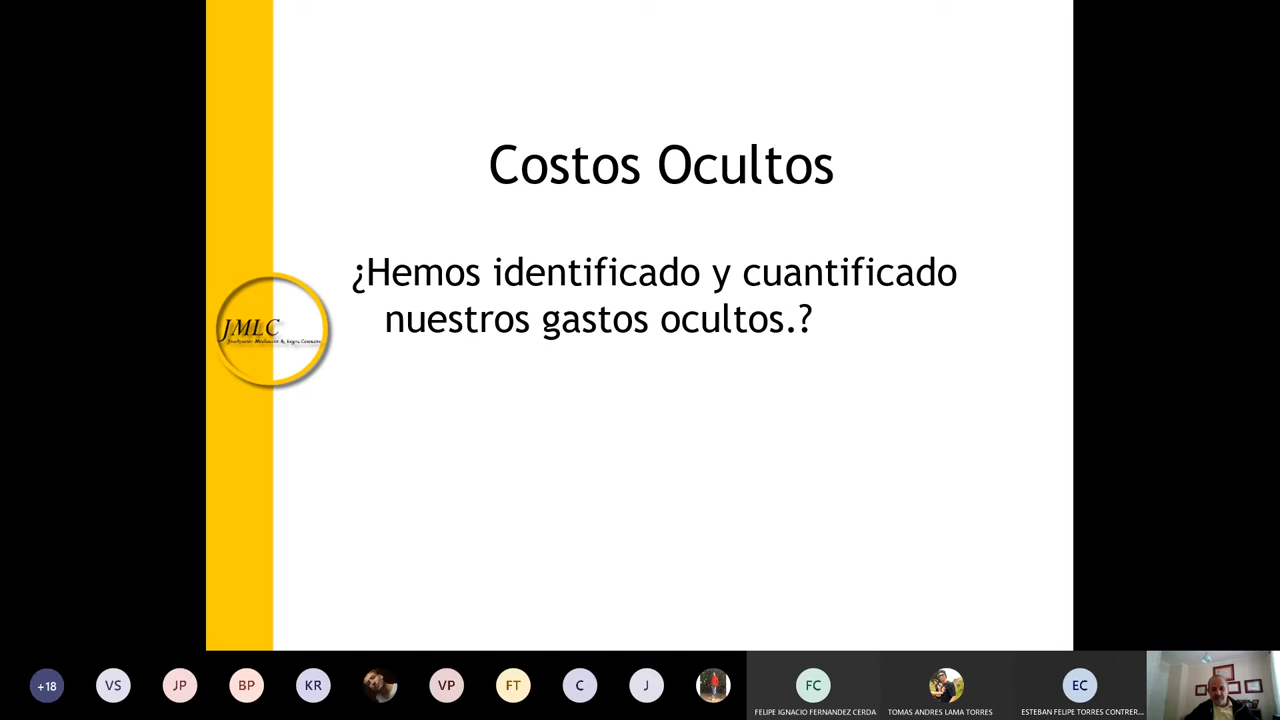 Costos Ocultos
¿Hemos identificado y cuantificado
nuestros gastos ocultos.?
JMLC
+18
VS
JP
BP
KR
VP
FT
C
J
FC
EC
FELIPE IGNACIO FERNANDEZ CERDA
TOMAS ANDRES LAMA TORRES
ESTEBAN FELIPE TORRES CONTRER...